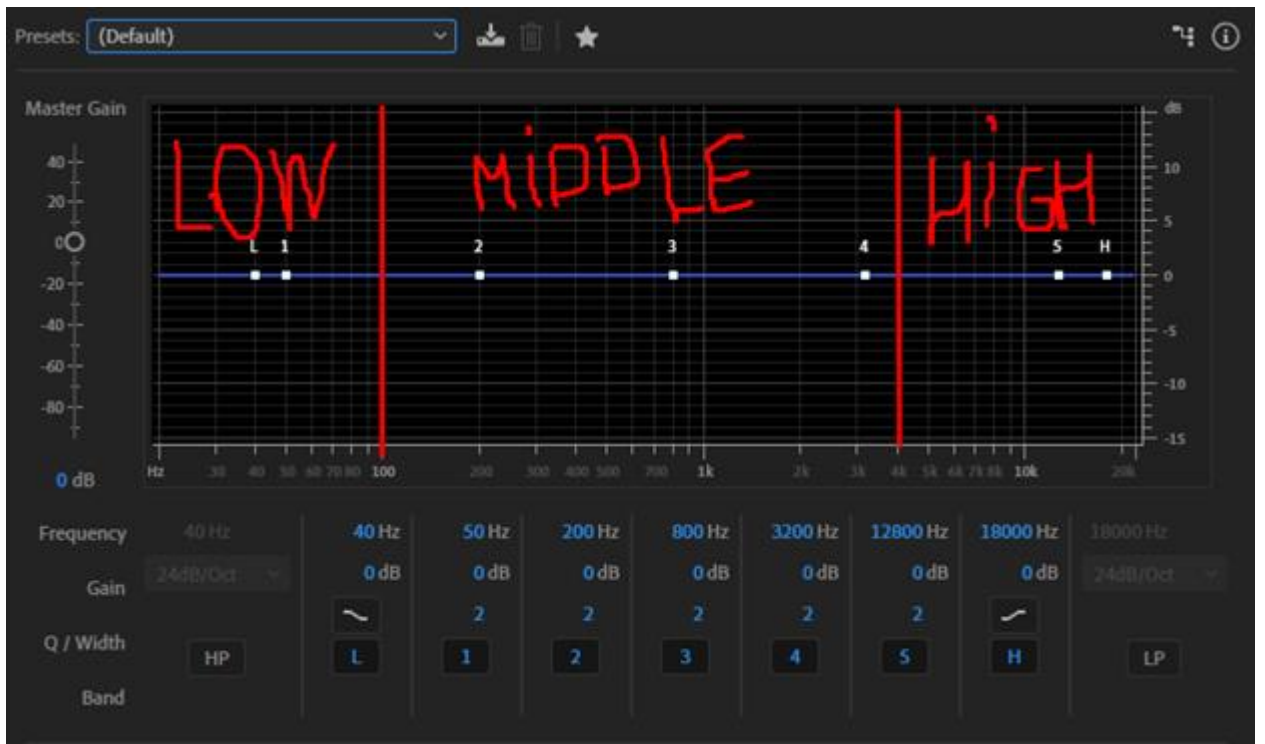 Presets: (Default)
Master Gain
dB
LOW MiDDLE HiGH
40
20
0
-20
-40
-60
-80
10
5
0
-5
-10
-15
L 1 2 3 4 5 H
Hz 30 40 50 60 70 80 100 200 300 400 500 700 1k 2k 3k 4k 5k 6k 7k 8k 10k 20k
0 dB
Frequency 40 Hz 40 Hz 50 Hz 200 Hz 800 Hz 3200 Hz 12800 Hz 18000 Hz 18000 Hz
Gain 24dB/Oct 0 dB 0 dB 0 dB 0 dB 0 dB 0 dB 0 dB 24dB/Oct
Q / Width 2 2 2 2 2
Band HP L 1 2 3 4 5 H LP